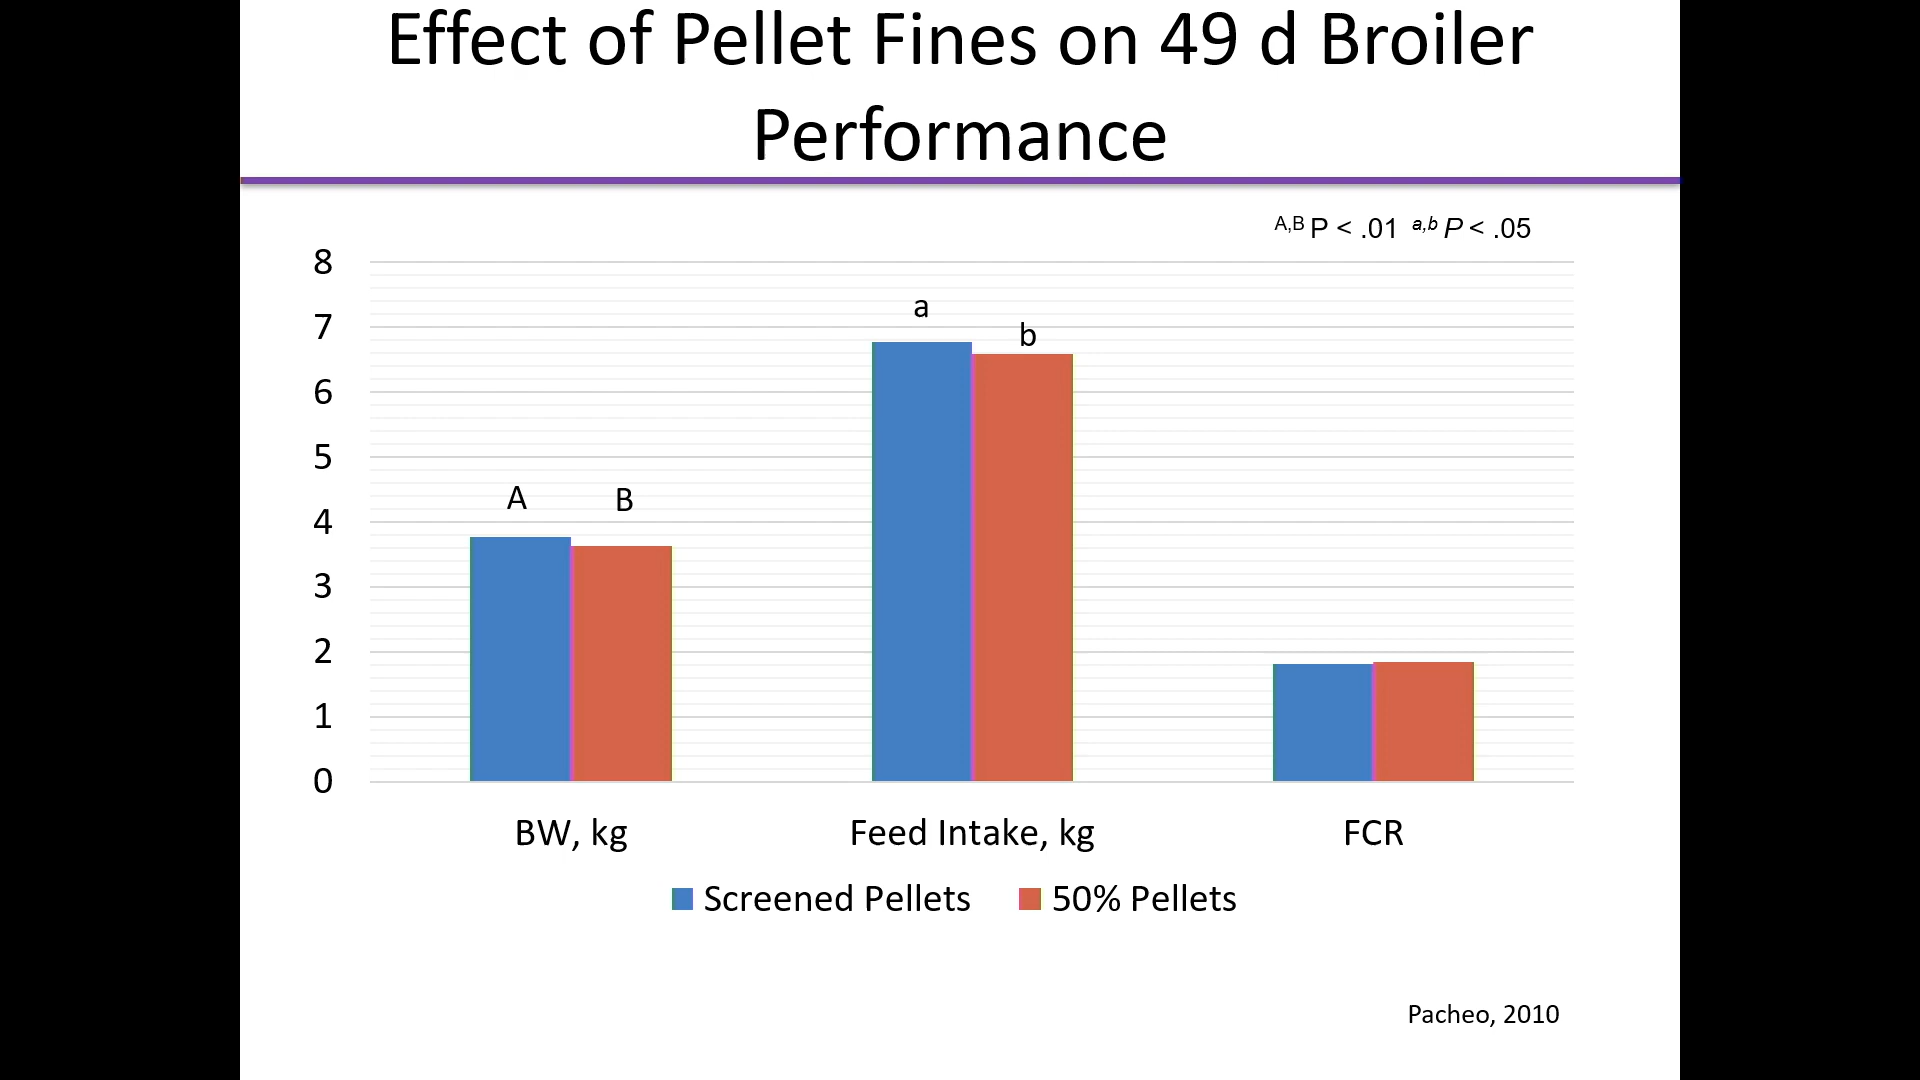 Effect of Pellet Fines on 49 d Broiler
Performance
A,B P < .01 a,b P < .05
8
7
6
5
4
3
2
1
0
a
b
A
B
BW, kg
Feed Intake, kg
FCR
Screened Pellets
50% Pellets
Pacheo, 2010